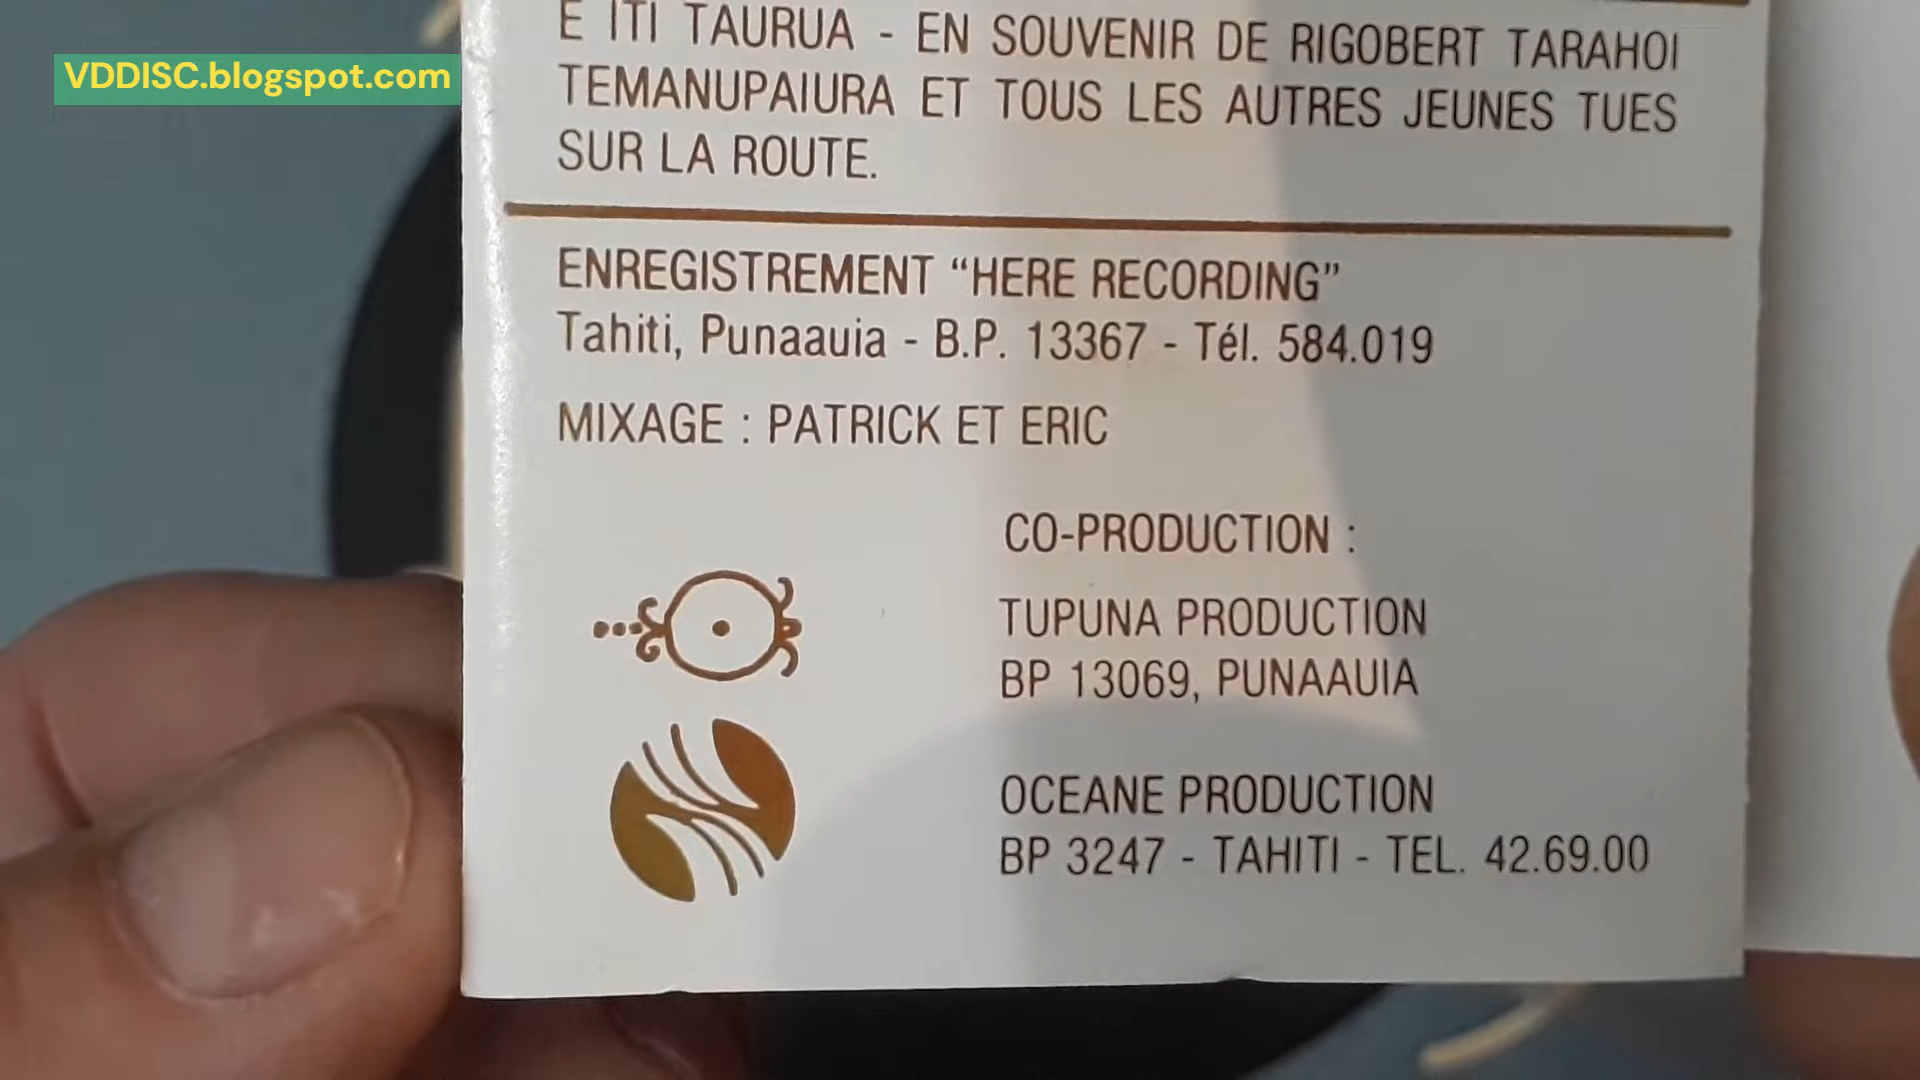 VDDISC.blogspot.com
E ITI TAURUA - EN SOUVENIR DE RIGOBERT TARAHOI
TEMANUPAIURA ET TOUS LES AUTRES JEUNES TUES
SUR LA ROUTE.
ENREGISTREMENT “HERE RECORDING”
Tahiti, Punaauia - B.P. 13367 - Tél. 584.019
MIXAGE : PATRICK ET ERIC
CO-PRODUCTION :
TUPUNA PRODUCTION
BP 13069, PUNAAUIA
OCEANE PRODUCTION
BP 3247 - TAHITI - TEL. 42.69.00